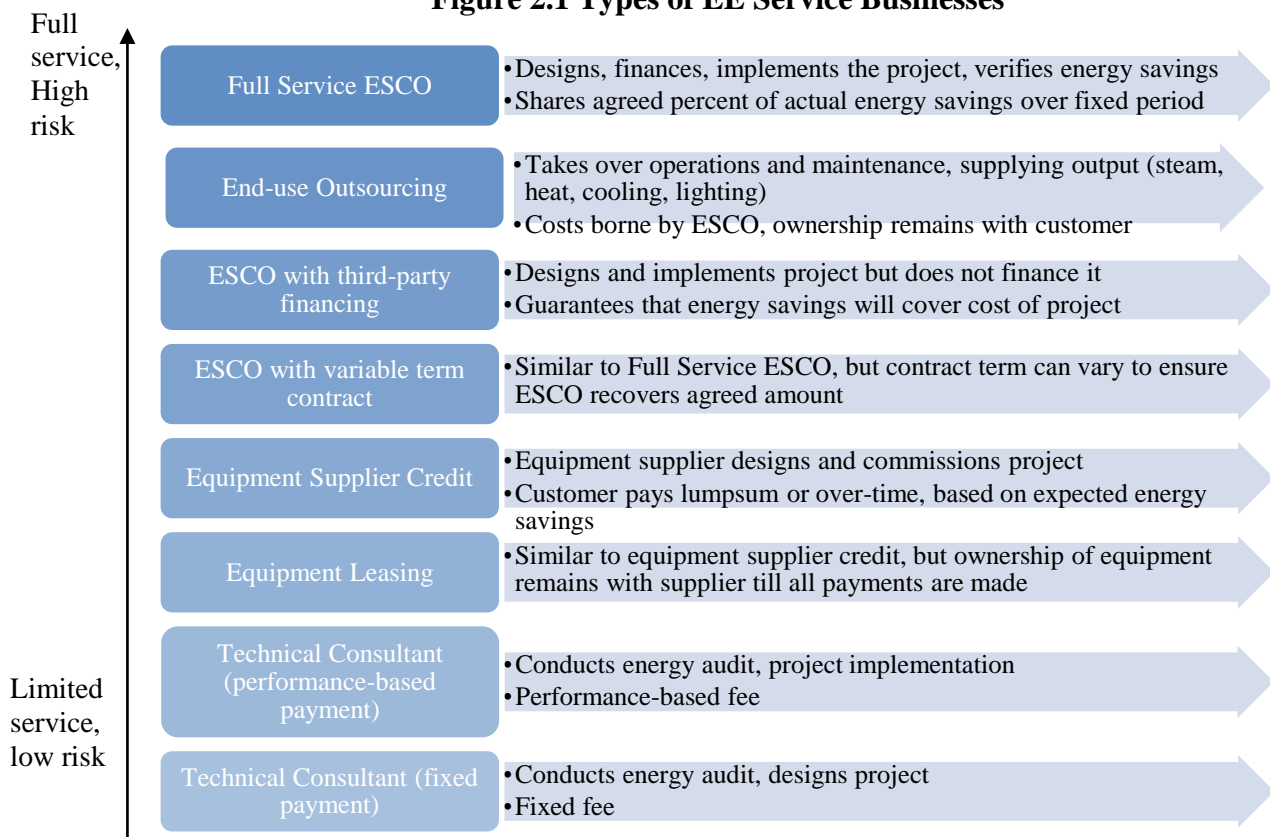 Figure 2.1 Types of EE Service Businesses
Full
service,
High
risk
Full Service ESCO
•Designs, finances, implements the project, verifies energy savings
•Shares agreed percent of actual energy savings over fixed period
End-use Outsourcing
•Takes over operations and maintenance, supplying output (steam,
heat, cooling, lighting)
•Costs borne by ESCO, ownership remains with customer
ESCO with third-party
financing
•Designs and implements project but does not finance it
•Guarantees that energy savings will cover cost of project
ESCO with variable term
contract
•Similar to Full Service ESCO, but contract term can vary to ensure
ESCO recovers agreed amount
Equipment Supplier Credit
•Equipment supplier designs and commissions project
•Customer pays lumpsum or over-time, based on expected energy
savings
Equipment Leasing
•Similar to equipment supplier credit, but ownership of equipment
remains with supplier till all payments are made
Technical Consultant
(performance-based
payment)
•Conducts energy audit, project implementation
•Performance-based fee
Limited
service,
low risk
Technical Consultant (fixed
payment)
•Conducts energy audit, designs project
•Fixed fee